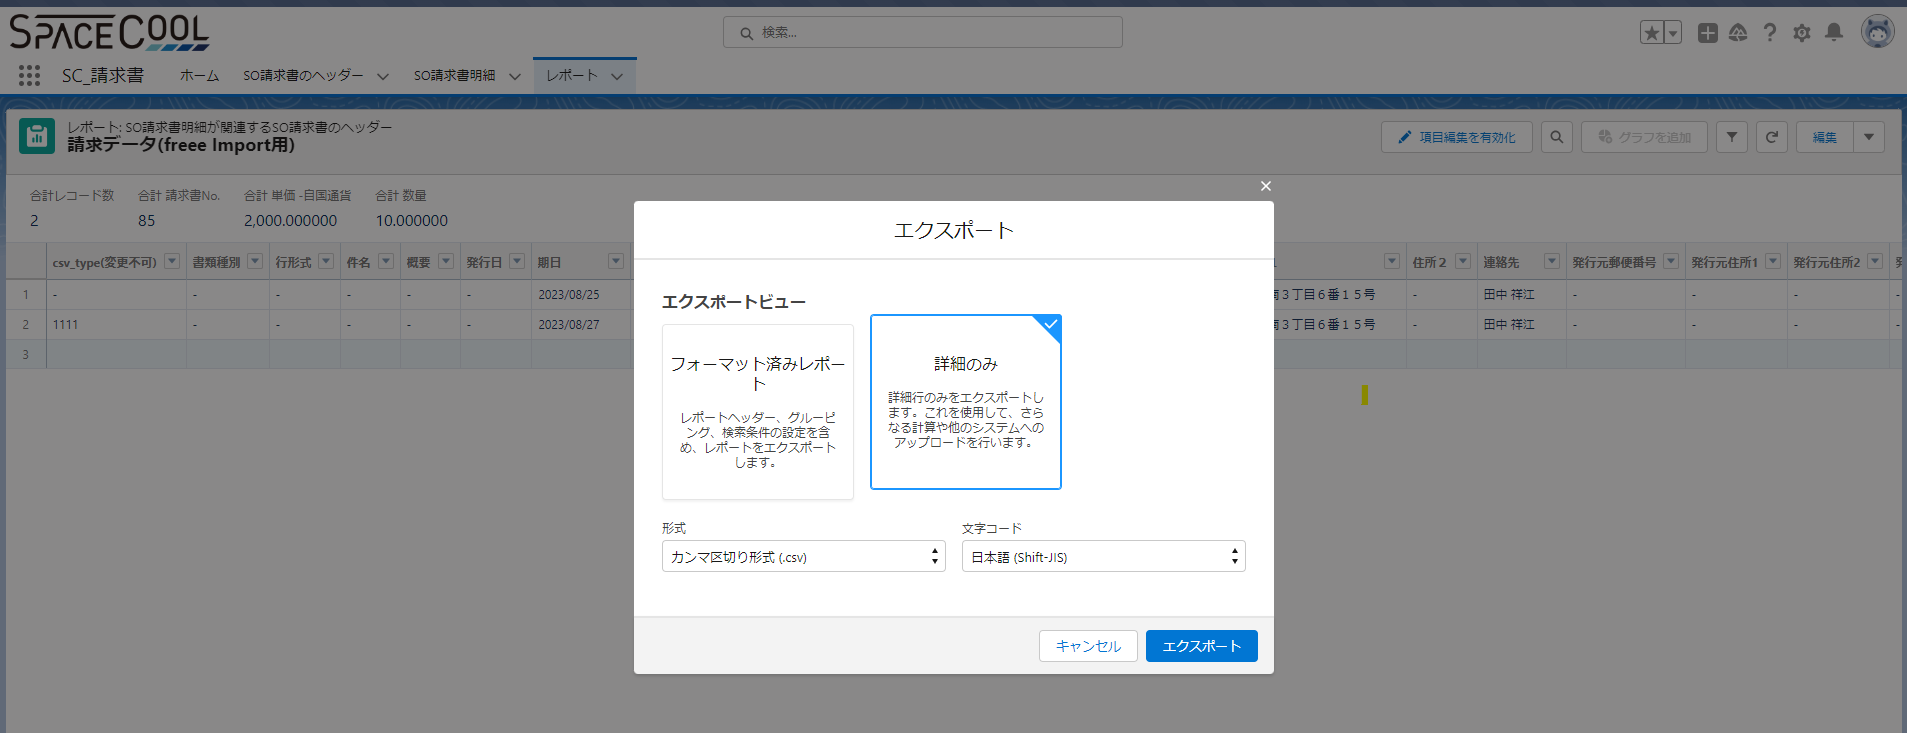 SPACECOOL
検索...
SC_請求書
ホーム
SO請求書のヘッダー
SO請求書明細
レポート
レポート: SO請求書明細が関連するSO請求書のヘッダー
請求データ(freee Import用)
項目編集を有効化
グラフを追加
編集
合計レコード数 合計 請求書No. 合計 単価 -自国通貨 合計 数量
2 85 2,000.000000 10.000000
csv_type(変更不可) 書類種別 行形式 件名 概要 発行日 期日 住所２ 連絡先 発行元郵便番号 発行元住所1 発行元住所2
1 - - - - - - 2023/08/25 ３丁目６番１５号 - 田中 祥江 - - - -
2 1111 - - - - - 2023/08/27 ３丁目６番１５号 - 田中 祥江 - - - -
3
エクスポート
エクスポートビュー
フォーマット済みレポー
ト
レポートヘッダー、グルーピ
ング、検索条件の設定を含
め、レポートをエクスポート
します。
詳細のみ
詳細行のみをエクスポートし
ます。これを使用して、さら
なる計算や他のシステムへの
アップロードを行います。
形式
カンマ区切り形式 (.csv)
文字コード
日本語 (Shift-JIS)
キャンセル
エクスポート